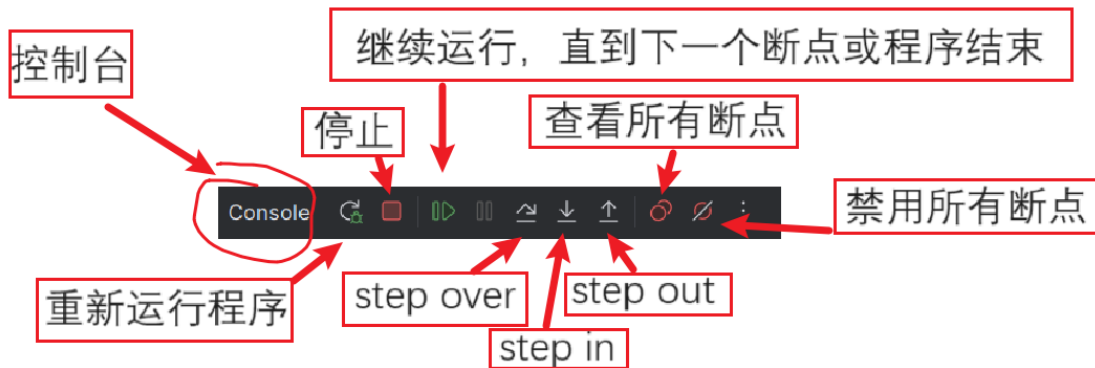 继续运行，直到下一个断点或程序结束
控制台
停止
查看所有断点
Console
禁用所有断点
重新运行程序
step over
step out
step in